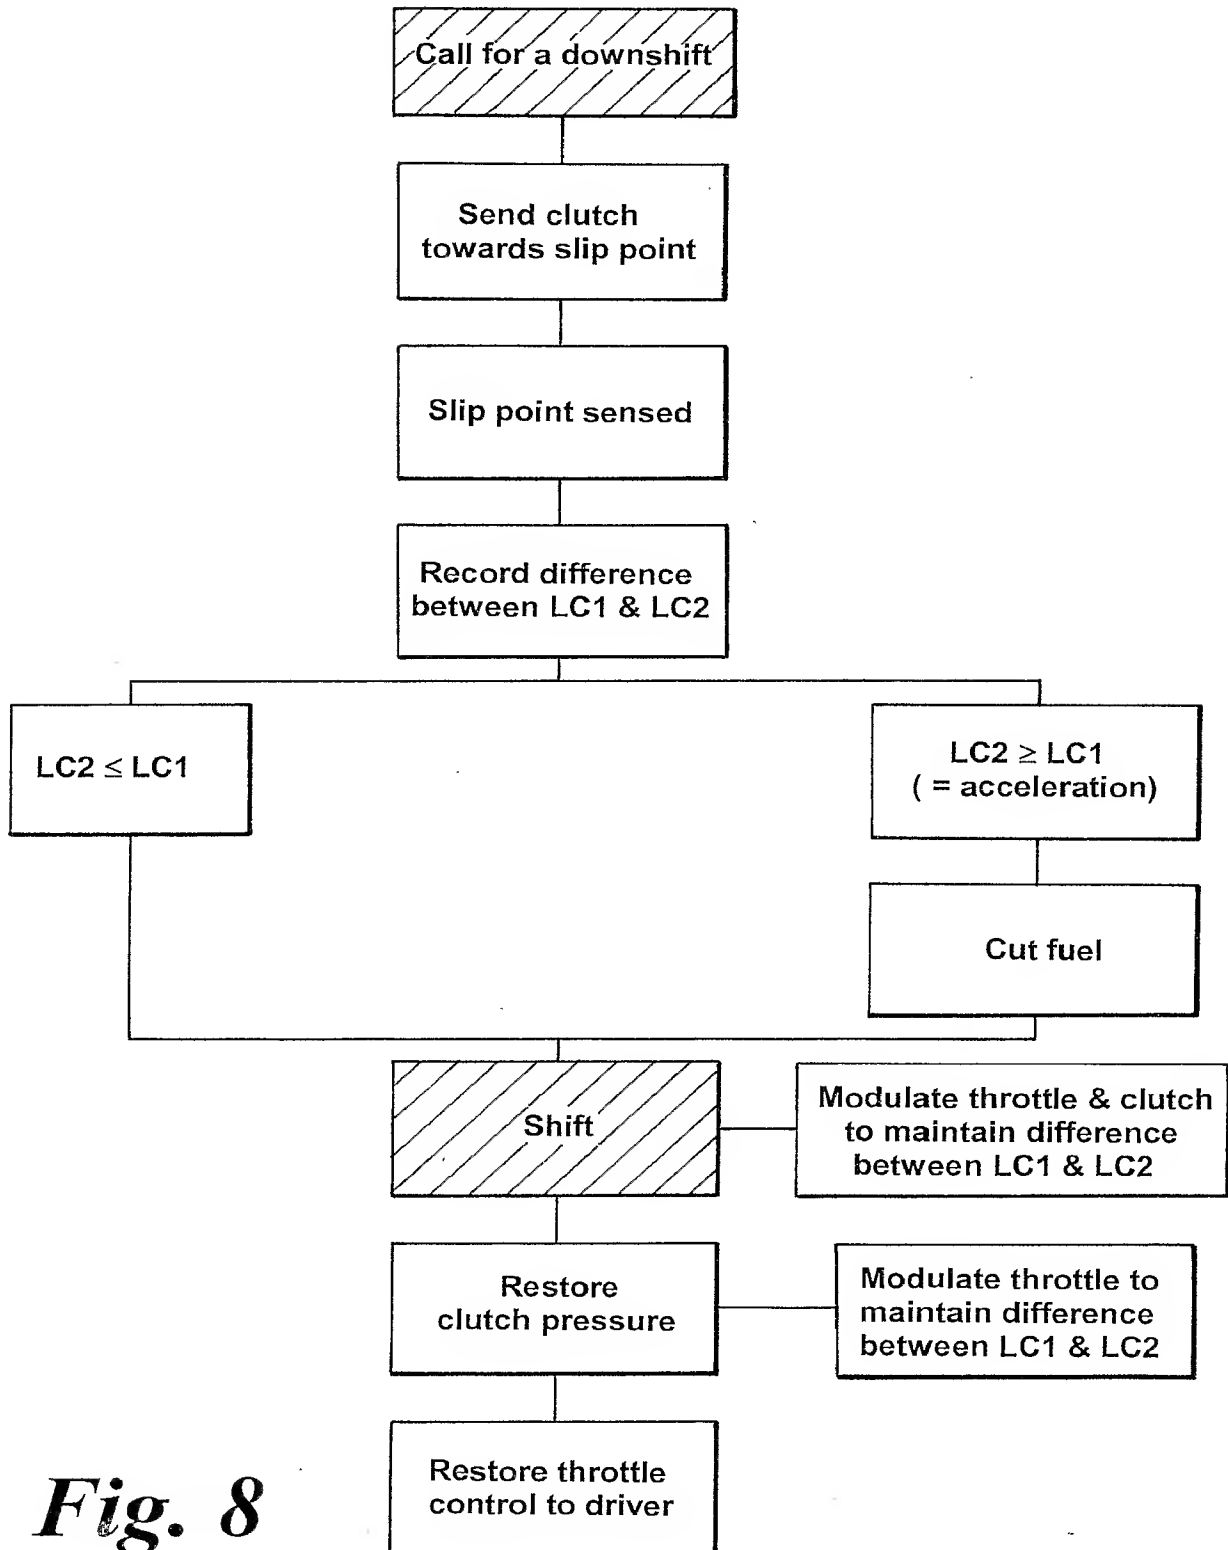 Call for a downshift
Send clutch
towards slip point
Slip point sensed
Record difference
between LC1 & LC2
LC2 ≤ LC1
LC2 ≥ LC1
( = acceleration)
Cut fuel
Shift
Modulate throttle & clutch
to maintain difference
between LC1 & LC2
Restore
clutch pressure
Modulate throttle to
maintain difference
between LC1 & LC2
Restore throttle
control to driver
Fig. 8